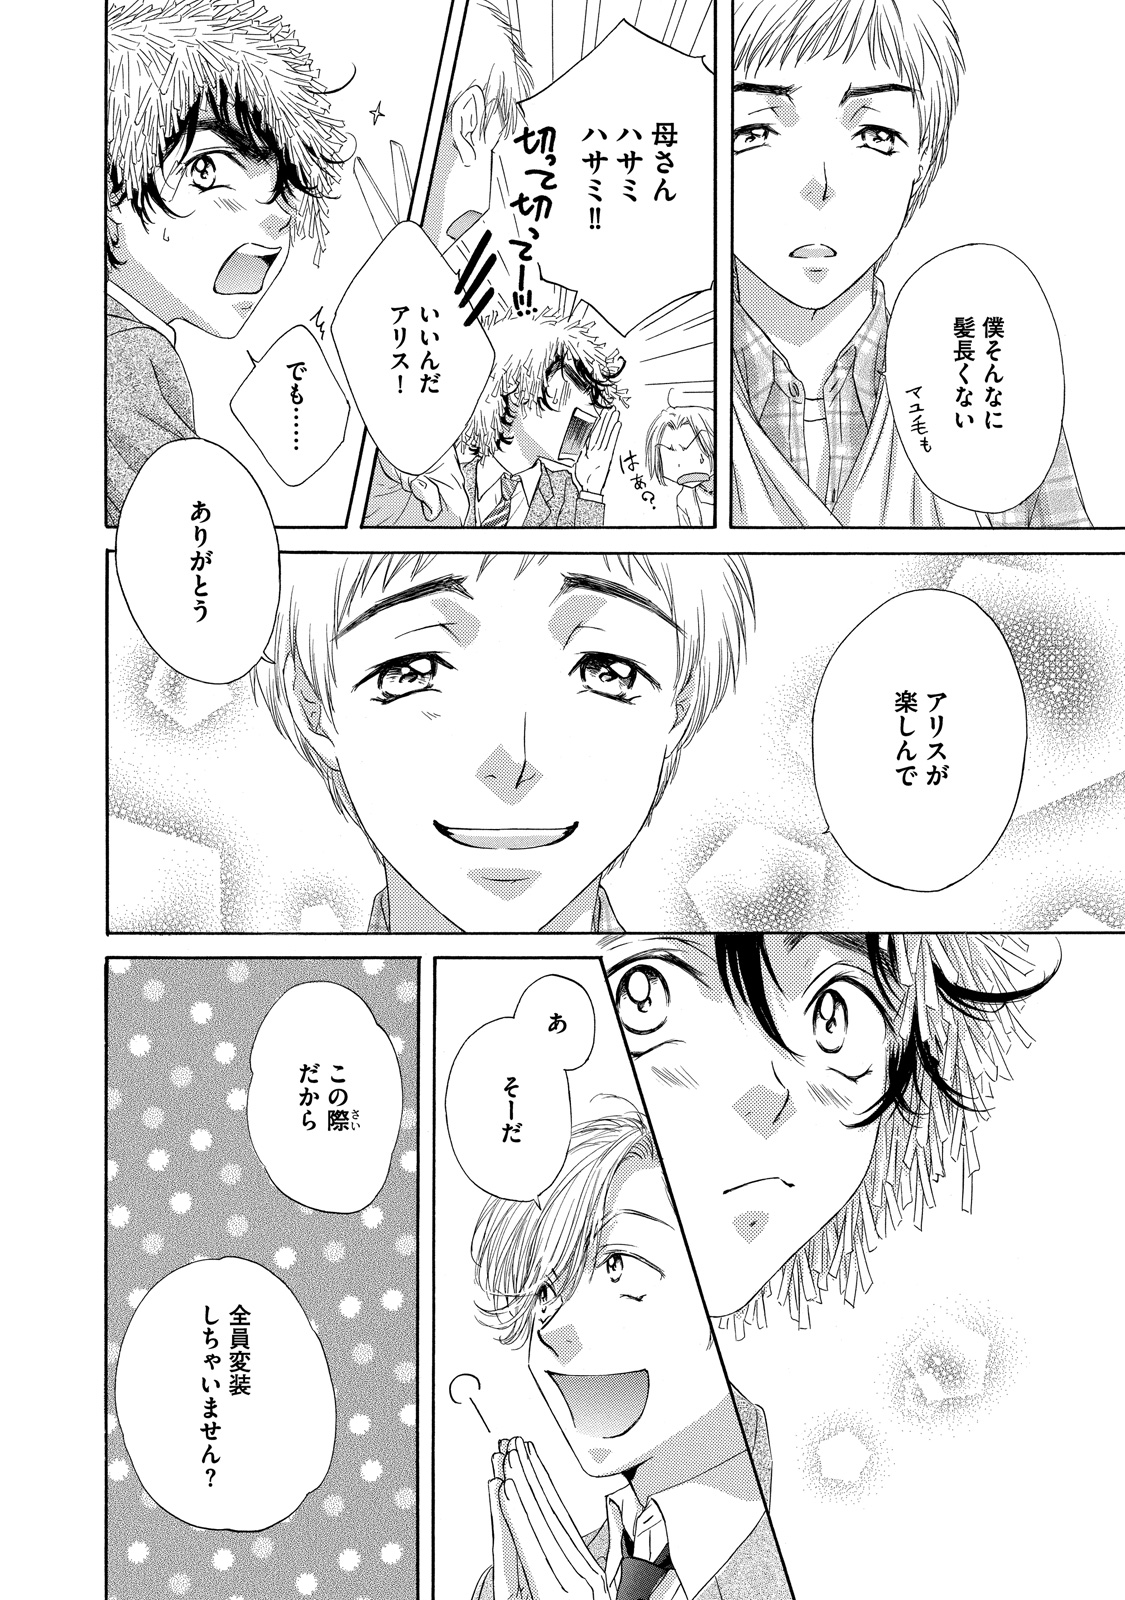 僕そんなに
髪長くない
マユ毛も
母さん
ハサミ
ハサミ!!
切って切ってー!!!
はぁ?
いいんだ
アリス!
でも……
アリスが
楽しんで
ありがとう
あ
そーだ
この際
さい
だから
全員変装
しちゃいません?